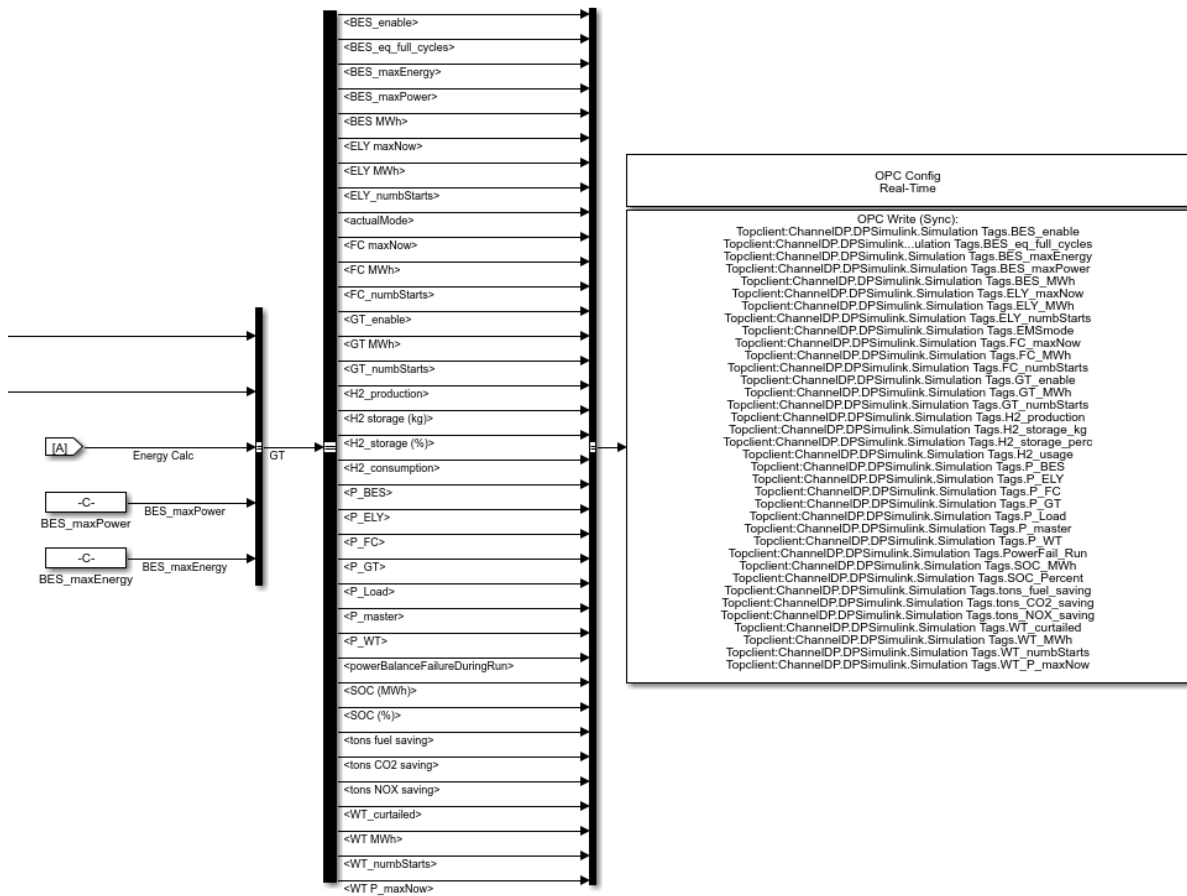 [A]
Energy Calc
-C-
BES_maxPower
BES_maxPower
-C-
BES_maxEnergy
BES_maxEnergy
GT
<BES_enable>
<BES_eq_full_cycles>
<BES_maxEnergy>
<BES_maxPower>
<BES MWh>
<ELY maxNow>
<ELY MWh>
<ELY_numbStarts>
<actualMode>
<FC maxNow>
<FC MWh>
<FC_numbStarts>
<GT_enable>
<GT MWh>
<GT_numbStarts>
<H2_production>
<H2 storage (kg)>
<H2_storage (%)>
<H2_consumption>
<P_BES>
<P_ELY>
<P_FC>
<P_GT>
<P_Load>
<P_master>
<P_WT>
<powerBalanceFailureDuringRun>
<SOC (MWh)>
<SOC (%)>
<tons fuel saving>
<tons CO2 saving>
<tons NOX saving>
<WT_curtailed>
<WT MWh>
<WT_numbStarts>
<WT P_maxNow>
OPC Config
Real-Time
OPC Write (Sync):
Topclient:ChannelDP.DPSimulink.Simulation Tags.BES_enable
Topclient:ChannelDP.DPSimulink...ulation Tags.BES_eq_full_cycles
Topclient:ChannelDP.DPSimulink.Simulation Tags.BES_maxEnergy
Topclient:ChannelDP.DPSimulink.Simulation Tags.BES_maxPower
Topclient:ChannelDP.DPSimulink.Simulation Tags.BES_MWh
Topclient:ChannelDP.DPSimulink.Simulation Tags.ELY_maxNow
Topclient:ChannelDP.DPSimulink.Simulation Tags.ELY_MWh
Topclient:ChannelDP.DPSimulink.Simulation Tags.ELY_numbStarts
Topclient:ChannelDP.DPSimulink.Simulation Tags.EMSmode
Topclient:ChannelDP.DPSimulink.Simulation Tags.FC_maxNow
Topclient:ChannelDP.DPSimulink.Simulation Tags.FC_MWh
Topclient:ChannelDP.DPSimulink.Simulation Tags.FC_numbStarts
Topclient:ChannelDP.DPSimulink.Simulation Tags.GT_enable
Topclient:ChannelDP.DPSimulink.Simulation Tags.GT_MWh
Topclient:ChannelDP.DPSimulink.Simulation Tags.GT_numbStarts
Topclient:ChannelDP.DPSimulink.Simulation Tags.H2_production
Topclient:ChannelDP.DPSimulink.Simulation Tags.H2_storage_kg
Topclient:ChannelDP.DPSimulink.Simulation Tags.H2_storage_perc
Topclient:ChannelDP.DPSimulink.Simulation Tags.H2_usage
Topclient:ChannelDP.DPSimulink.Simulation Tags.P_BES
Topclient:ChannelDP.DPSimulink.Simulation Tags.P_ELY
Topclient:ChannelDP.DPSimulink.Simulation Tags.P_FC
Topclient:ChannelDP.DPSimulink.Simulation Tags.P_GT
Topclient:ChannelDP.DPSimulink.Simulation Tags.P_Load
Topclient:ChannelDP.DPSimulink.Simulation Tags.P_master
Topclient:ChannelDP.DPSimulink.Simulation Tags.P_WT
Topclient:ChannelDP.DPSimulink.Simulation Tags.PowerFail_Run
Topclient:ChannelDP.DPSimulink.Simulation Tags.SOC_MWh
Topclient:ChannelDP.DPSimulink.Simulation Tags.SOC_Percent
Topclient:ChannelDP.DPSimulink.Simulation Tags.tons_fuel_saving
Topclient:ChannelDP.DPSimulink.Simulation Tags.tons_CO2_saving
Topclient:ChannelDP.DPSimulink.Simulation Tags.tons_NOX_saving
Topclient:ChannelDP.DPSimulink.Simulation Tags.WT_curtailed
Topclient:ChannelDP.DPSimulink.Simulation Tags.WT_MWh
Topclient:ChannelDP.DPSimulink.Simulation Tags.WT_numbStarts
Topclient:ChannelDP.DPSimulink.Simulation Tags.WT_P_maxNow